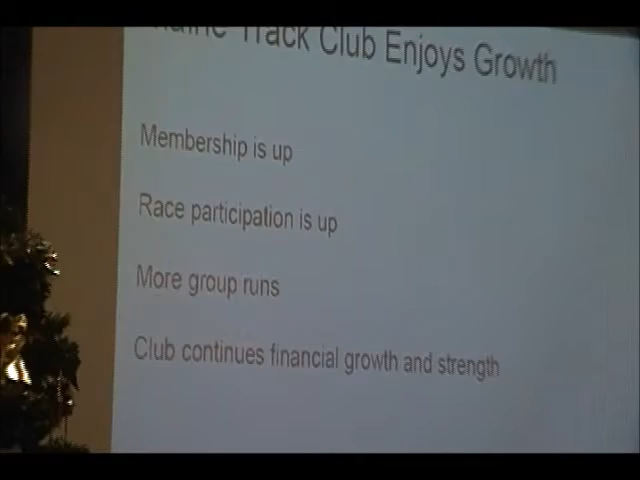 Track Club Enjoys Growth
Membership is up
Race participation is up
More group runs
Club continues financial growth and strength